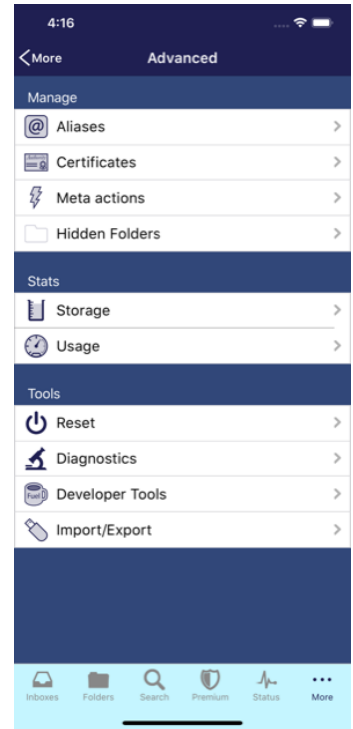 4:16
More
Advanced
Manage
@ Aliases
Certificates
Meta actions
Hidden Folders
Stats
Storage
Usage
Tools
Reset
Diagnostics
Fuel Developer Tools
Import/Export
Inboxes Folders Search Premium Status More